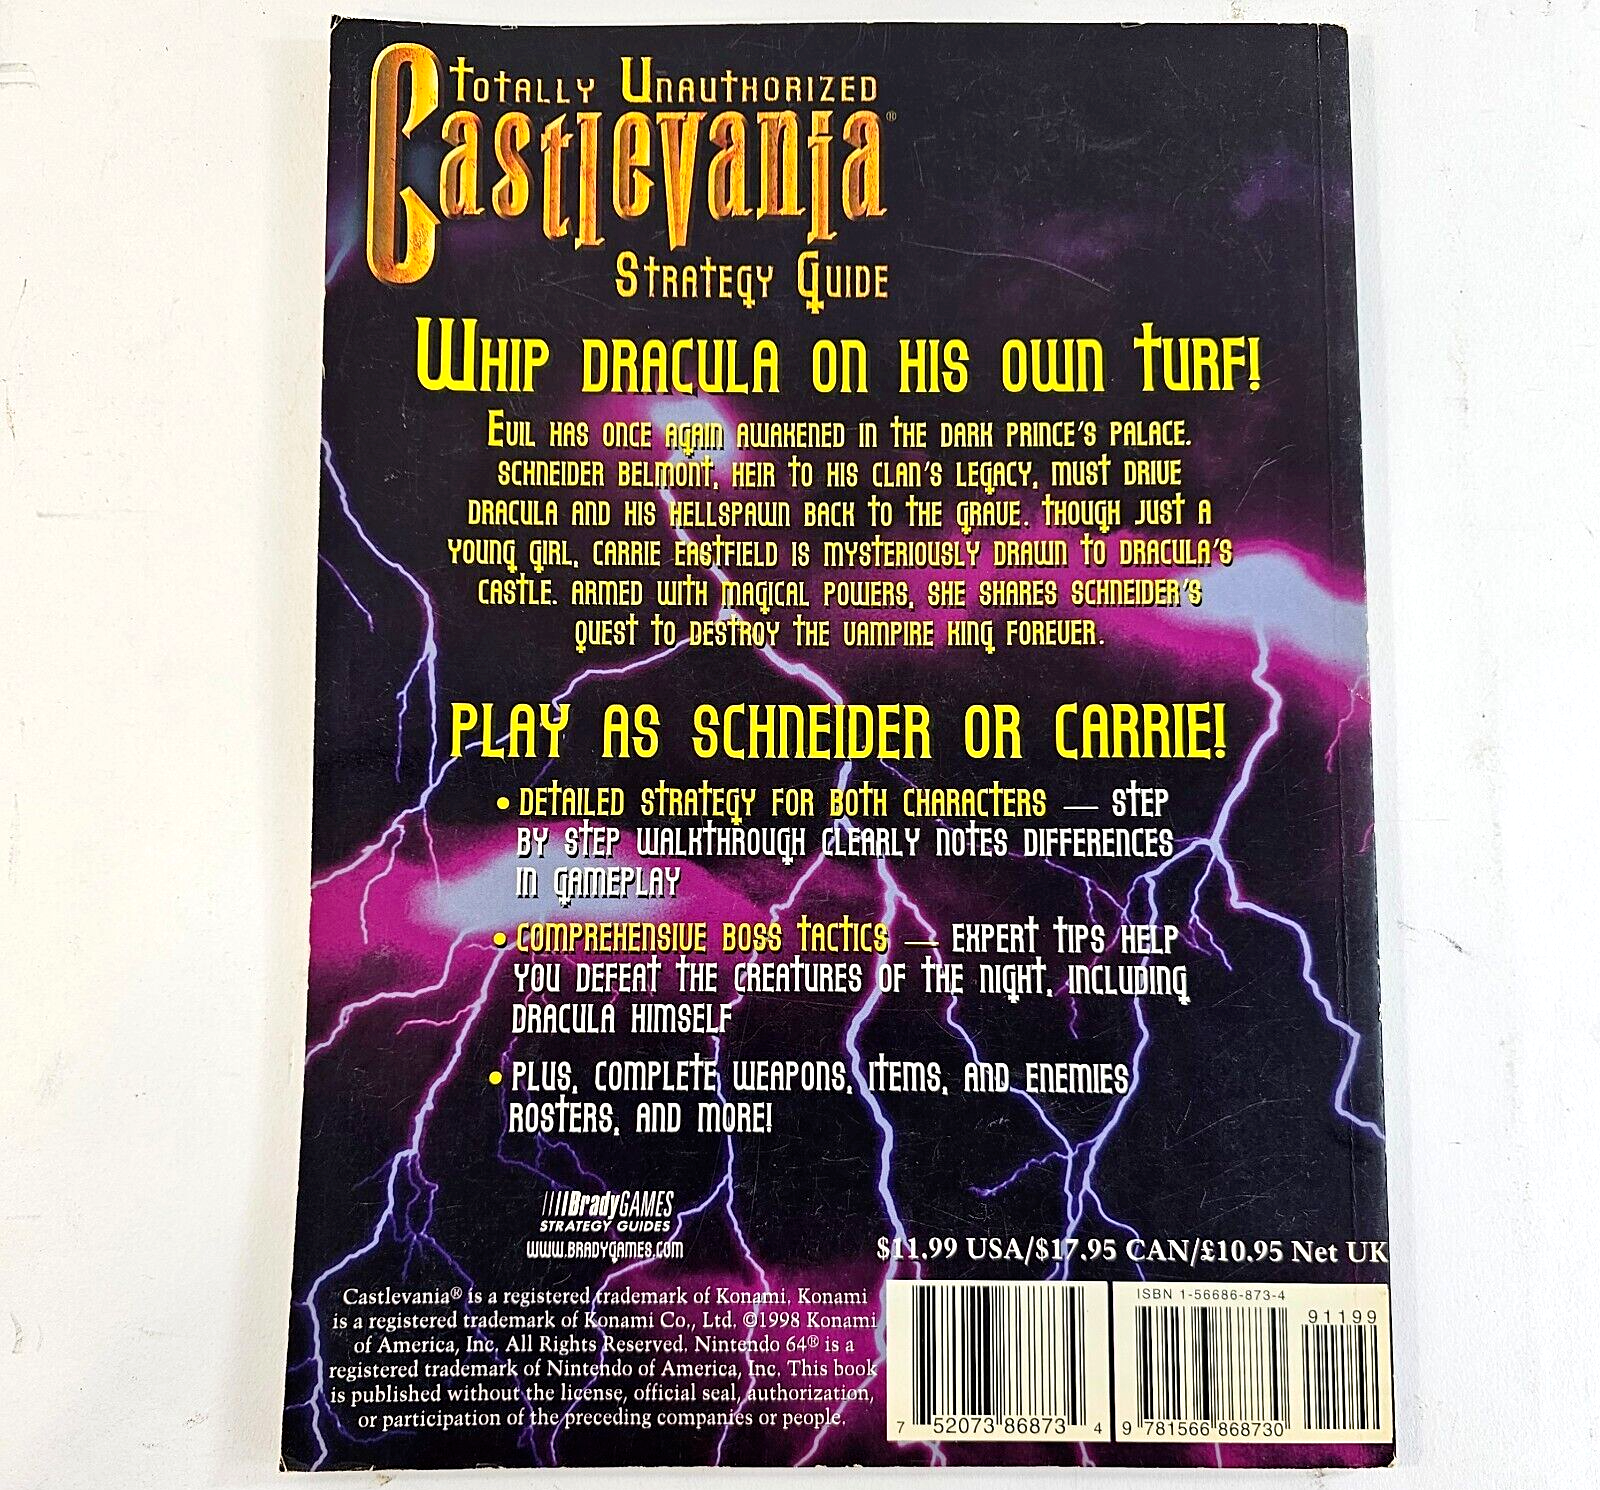 Totally Unauthorized
Castlevania®
Strategy Guide
Whip Dracula on his own turf!
Evil has once again awakened in the dark prince's palace.
Schneider Belmont, heir to his clan's legacy, must drive
Dracula and his hellspawn back to the grave. Though just a
young girl, Carrie Eastfield is mysteriously drawn to Dracula's
castle. Armed with magical powers, she shares Schneider's
quest to destroy the vampire king forever.
Play as Schneider or Carrie!
• Detailed strategy for both characters — Step
by step walkthrough clearly notes differences
in gameplay
• Comprehensive boss tactics — Expert tips help
you defeat the creatures of the night, including
Dracula himself
• Plus, complete weapons, items, and enemies
rosters, and more!
BradyGAMES
STRATEGY GUIDES
www.bradygames.com
$11.99 USA/$17.95 CAN/£10.95 Net UK
Castlevania® is a registered trademark of Konami. Konami
is a registered trademark of Konami Co., Ltd. ©1998 Konami
of America, Inc. All Rights Reserved. Nintendo 64® is a
registered trademark of Nintendo of America, Inc. This book
is published without the license, official seal, authorization,
or participation of the preceding companies or people.
7 52073 86873 4
ISBN 1-56686-873-4
91199
9 781566 868730